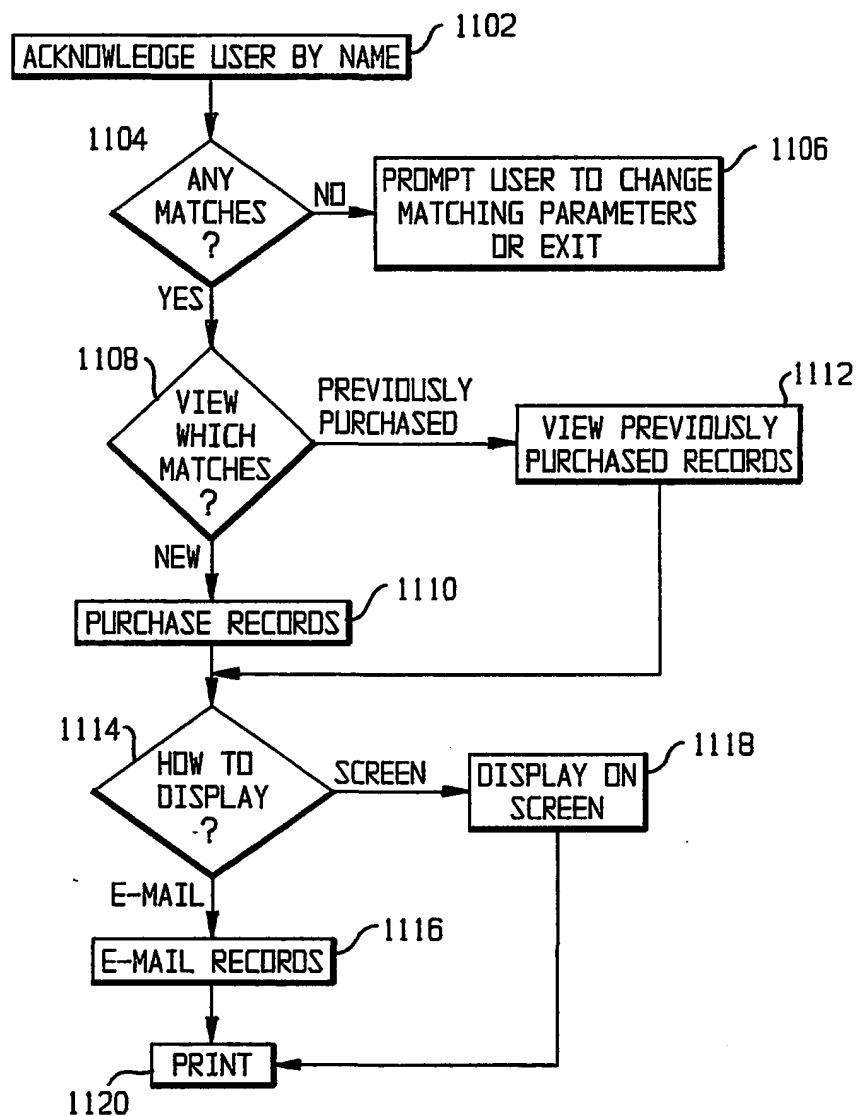 1102
ACKNOWLEDGE USER BY NAME
1104
ANY
MATCHES
?
NO
1106
PROMPT USER TO CHANGE
MATCHING PARAMETERS
OR EXIT
YES
1108
VIEW
WHICH
MATCHES
?
PREVIOUSLY
PURCHASED
1112
VIEW PREVIOUSLY
PURCHASED RECORDS
NEW
1110
PURCHASE RECORDS
1114
HOW TO
DISPLAY
?
SCREEN
1118
DISPLAY ON
SCREEN
E-MAIL
1116
E-MAIL RECORDS
PRINT
1120